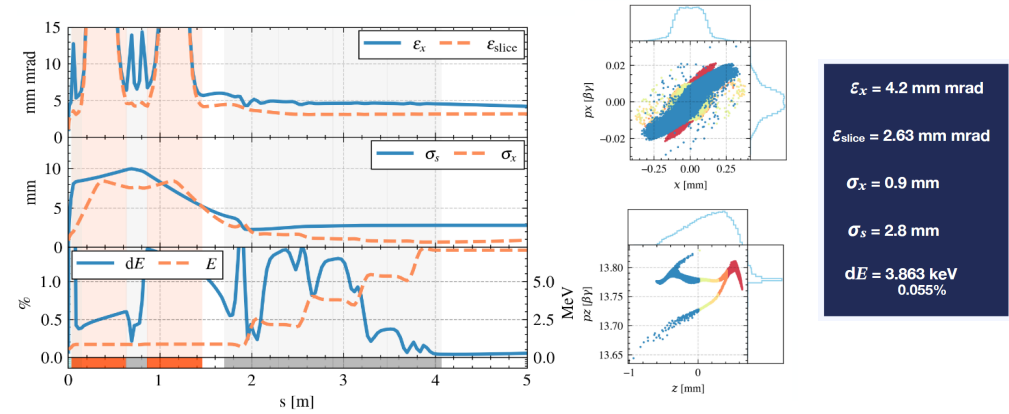 15
10
5
0
mm mrad
εx
εslice
10
5
0
mm
σs
σx
1.0
0.5
0.0
%
dE
E
5.0
2.5
0.0
MeV
0 1 2 3 4 5
s [m]
0.02
0.00
−0.02
px [βγ]
−0.25 0.00 0.25
x [mm]
13.80
13.75
13.70
13.65
pz [βγ]
−1 0
z [mm]
εx = 4.2 mm mrad
εslice = 2.63 mm mrad
σx = 0.9 mm
σs = 2.8 mm
dE = 3.863 keV
0.055%